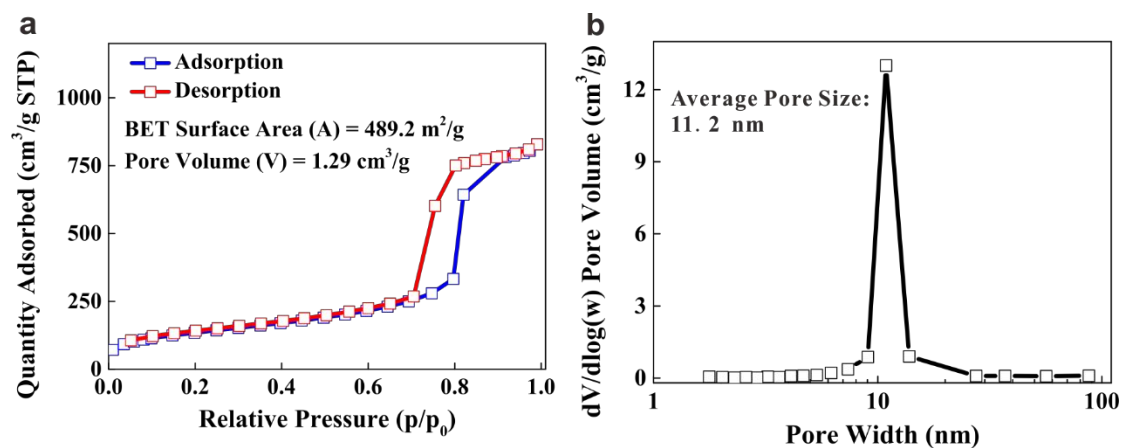 a
Quantity Adsorbed (cm³/g STP)
1000
750
500
250
0
Adsorption
Desorption
BET Surface Area (A) = 489.2 m²/g
Pore Volume (V) = 1.29 cm³/g
0.0 0.2 0.4 0.6 0.8 1.0
Relative Pressure (p/p₀)
b
dV/dlog(w) Pore Volume (cm³/g)
12
9
6
3
0
Average Pore Size:
11. 2 nm
1 10 100
Pore Width (nm)